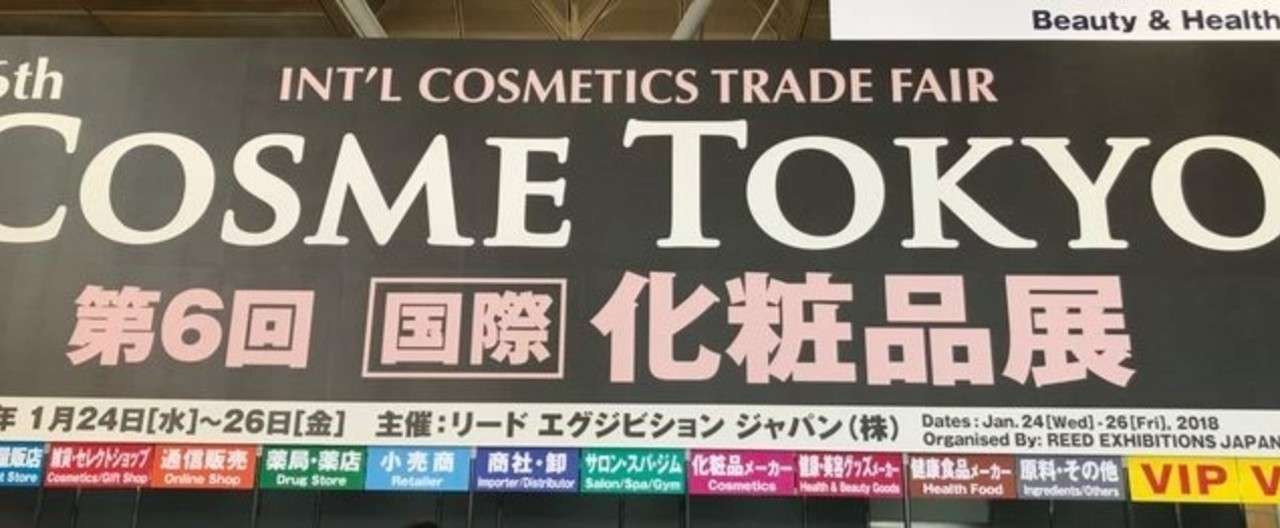 Beauty & Health
6th
INT'L COSMETICS TRADE FAIR
COSME TOKYO
第6回 国際 化粧品展
年 1月24日[水]~26日[金] 主催:リード エグジビション ジャパン(株)
Dates : Jan. 24 [Wed] - 26 [Fri], 2018
Organised By: REED EXHIBITIONS JAPAN
量販店
Store
雑貨・セレクトショップ
Cosmetics/Gift Shop
通信販売
Online Shop
薬局・薬店
Drug Store
小売商
Retailer
商社・卸
Importer/Distributor
サロン・スパ・ジム
Salon/Spa/Gym
化粧品メーカー
Cosmetics
健康・美容グッズメーカー
Health & Beauty Goods
健康食品メーカー
Health Food
原料・その他
Ingredients/Others
VIP